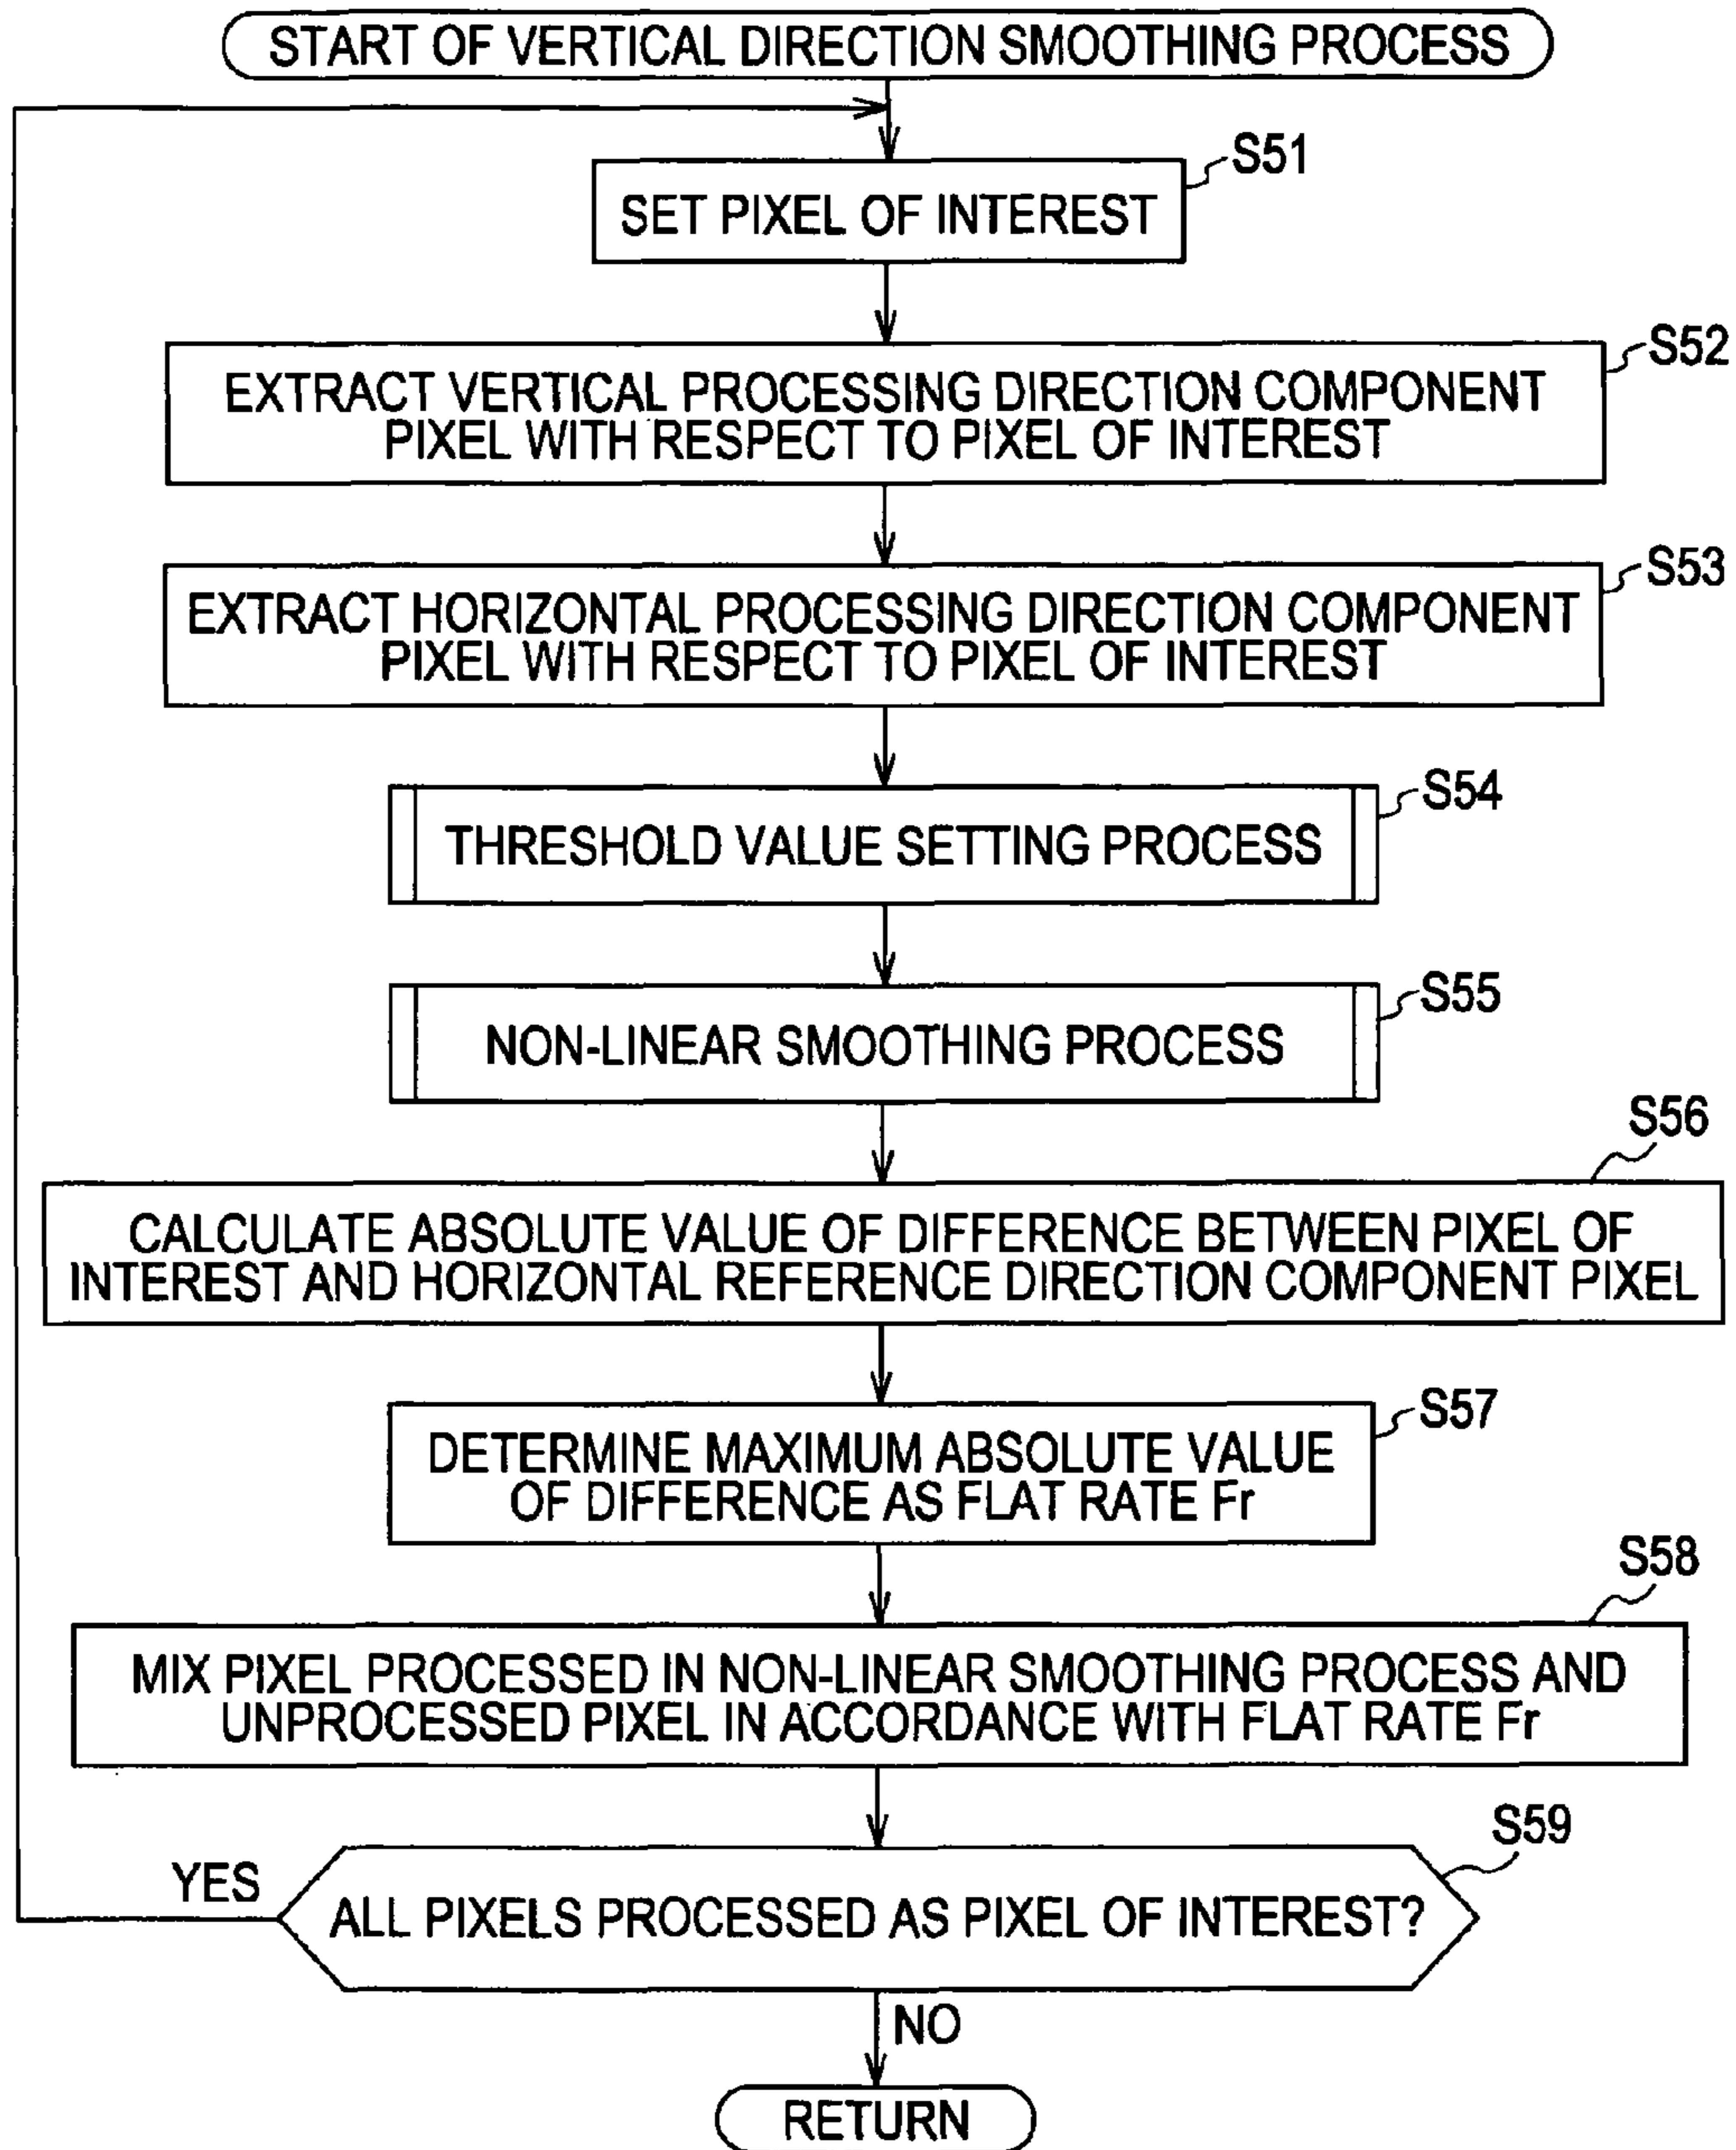 START OF VERTICAL DIRECTION SMOOTHING PROCESS
S51
SET PIXEL OF INTEREST
S52
EXTRACT VERTICAL PROCESSING DIRECTION COMPONENT
PIXEL WITH RESPECT TO PIXEL OF INTEREST
S53
EXTRACT HORIZONTAL PROCESSING DIRECTION COMPONENT
PIXEL WITH RESPECT TO PIXEL OF INTEREST
S54
THRESHOLD VALUE SETTING PROCESS
S55
NON-LINEAR SMOOTHING PROCESS
S56
CALCULATE ABSOLUTE VALUE OF DIFFERENCE BETWEEN PIXEL OF
INTEREST AND HORIZONTAL REFERENCE DIRECTION COMPONENT PIXEL
S57
DETERMINE MAXIMUM ABSOLUTE VALUE
OF DIFFERENCE AS FLAT RATE Fr
S58
MIX PIXEL PROCESSED IN NON-LINEAR SMOOTHING PROCESS AND
UNPROCESSED PIXEL IN ACCORDANCE WITH FLAT RATE Fr
S59
YES
ALL PIXELS PROCESSED AS PIXEL OF INTEREST?
NO
RETURN